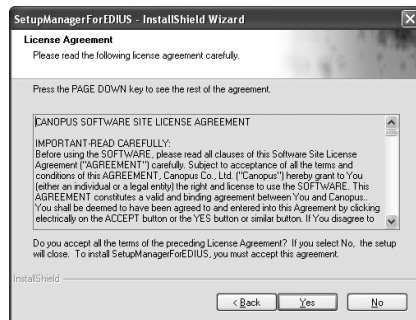 SetupManagerForEDIUS - InstallShield Wizard
License Agreement
Please read the following license agreement carefully.
Press the PAGE DOWN key to see the rest of the agreement.
CANOPUS SOFTWARE SITE LICENSE AGREEMENT
IMPORTANT-READ CAREFULLY:
Before using the SOFTWARE, please read all clauses of this Software Site License
Agreement ("AGREEMENT") carefully. Subject to acceptance of all the terms and
conditions of this AGREEMENT, Canopus Co., Ltd. ("Canopus") hereby grant to You
(either an individual or a legal entity) the right and license to use the SOFTWARE. This
AGREEMENT constitutes a valid and binding agreement between You and Canopus..
You shall be deemed to have been agreed to and entered into this Agreement by clicking
electrically on the ACCEPT button or the YES button or similar button. If You disagree to
Do you accept all the terms of the preceding License Agreement? If you select No, the setup
will close. To install SetupManagerForEDIUS, you must accept this agreement.
InstallShield
< Back
Yes
No